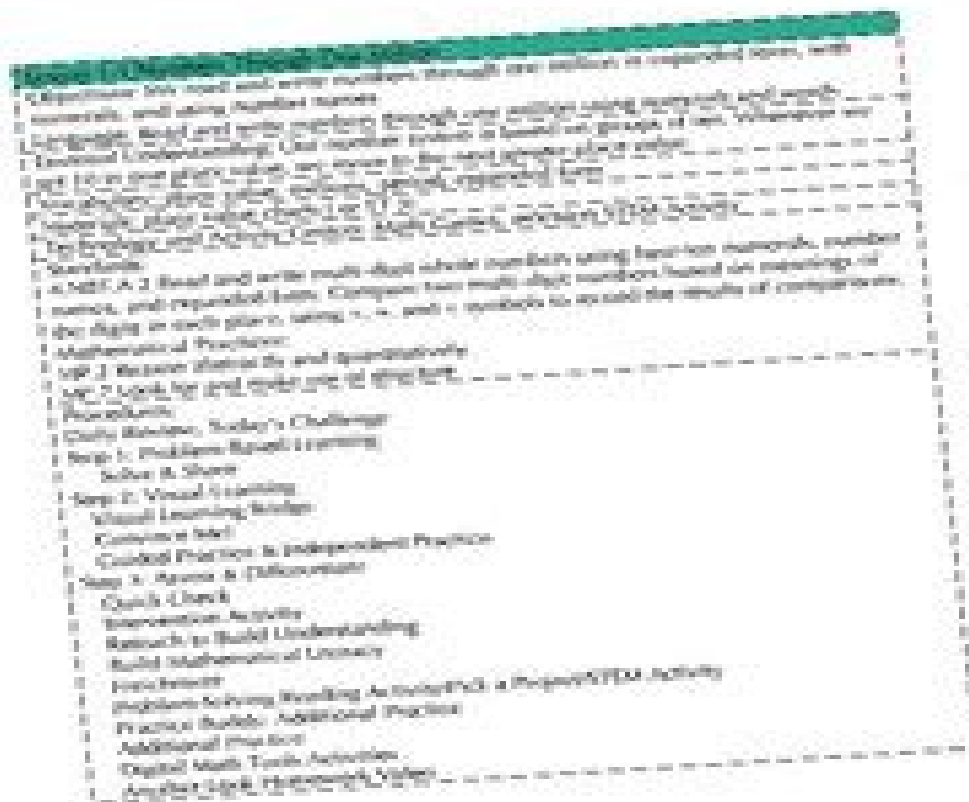 Objective: read and write numbers through one million in expanded form, with
numerals, and using number names.
Language: Read and write numbers through one million using numerals and words.
Essential Understanding: Our number system is based on groups of ten. Whenever we
get 10 in one place value, we move to the next greater place value.
Vocabulary: place value, period, expanded form
Materials: place value charts
Technology and Activity Centers: Math Games, STEM Activity
Standards:
4.NBT.A.2 Read and write multi-digit whole numbers using base-ten numerals, number
names, and expanded form. Compare two multi-digit numbers based on meanings of
the digits in each place, using >, =, and < symbols to record the results of comparisons.
Mathematical Practices:
MP.2 Reason abstractly and quantitatively
MP.7 Look for and make use of structure
Procedures:
Daily Review, Today's Challenge
Step 1: Problem-Based Learning
Solve & Share
Step 2: Visual Learning
Visual Learning Bridge
Convince Me!
Guided Practice & Independent Practice
Step 3: Assess & Differentiate
Quick Check
Intervention Activity
Reteach to Build Understanding
Build Mathematical Literacy
Enrichment
Problem-Solving Reading Activity/Pick a Project/STEM Activity
Practice Buddy: Additional Practice
Additional Practice
Digital Math Tools Activities
Another Look Homework Video